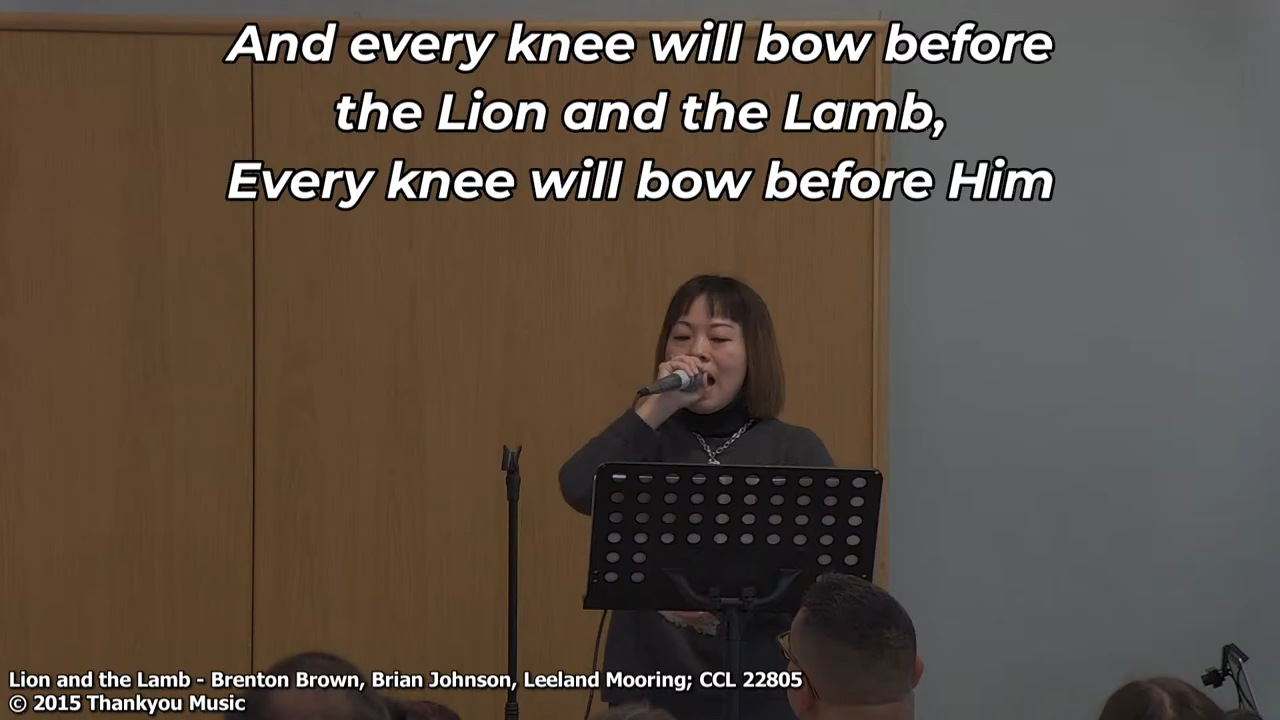 And every knee will bow before
the Lion and the Lamb,
Every knee will bow before Him
Lion and the Lamb - Brenton Brown, Brian Johnson, Leeland Mooring; CCL 22805
© 2015 Thankyou Music